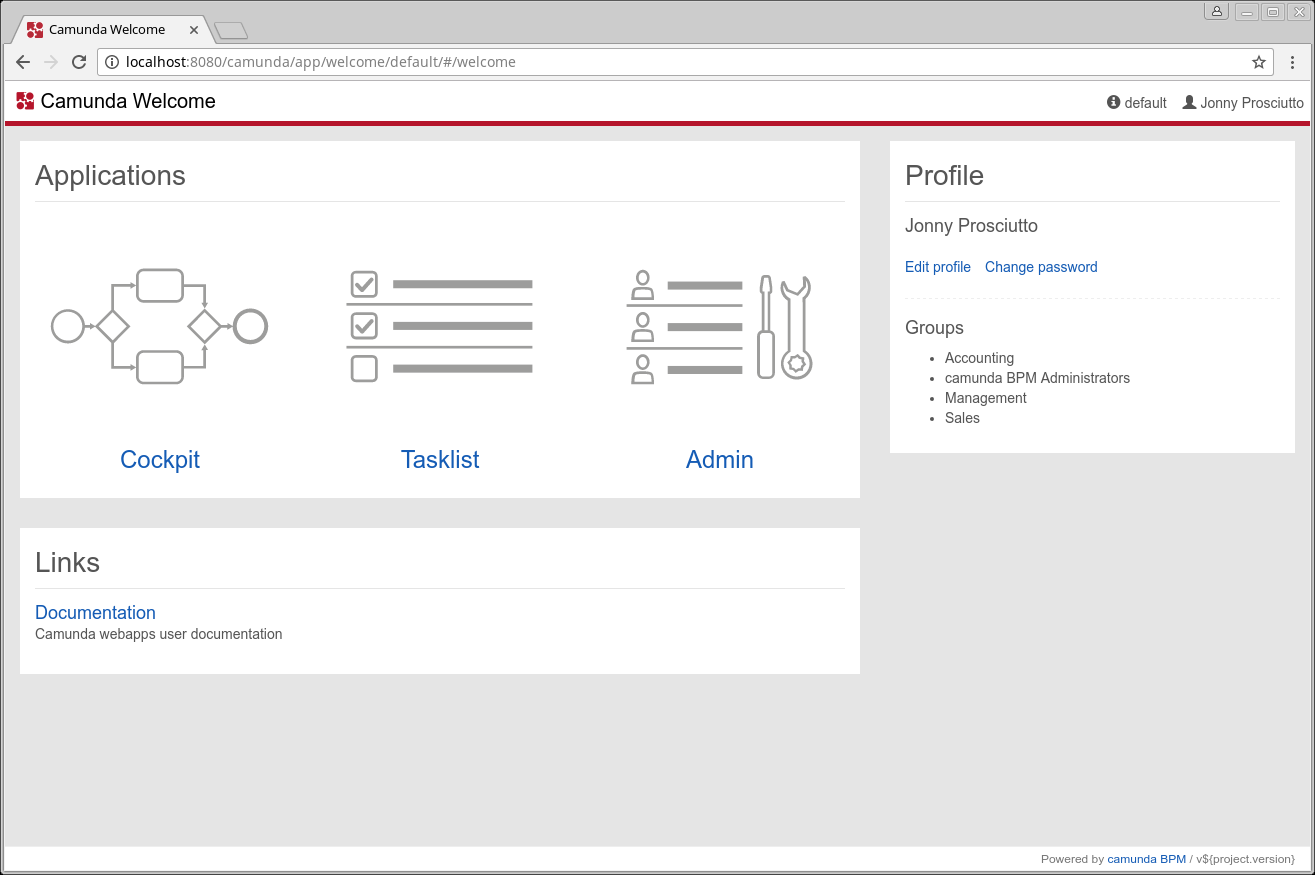 Camunda Welcome
localhost:8080/camunda/app/welcome/default/#/welcome
Camunda Welcome
default Jonny Prosciutto
Applications
Cockpit Tasklist Admin
Links
Documentation
Camunda webapps user documentation
Profile
Jonny Prosciutto
Edit profile Change password
Groups
Accounting
camunda BPM Administrators
Management
Sales
Powered by camunda BPM / v${project.version}